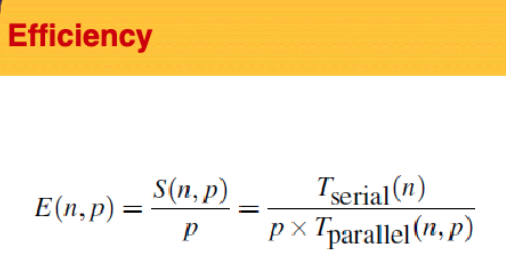 Efficiency
E(n, p) = S(n, p) / p = T_serial(n) / (p × T_parallel(n, p))